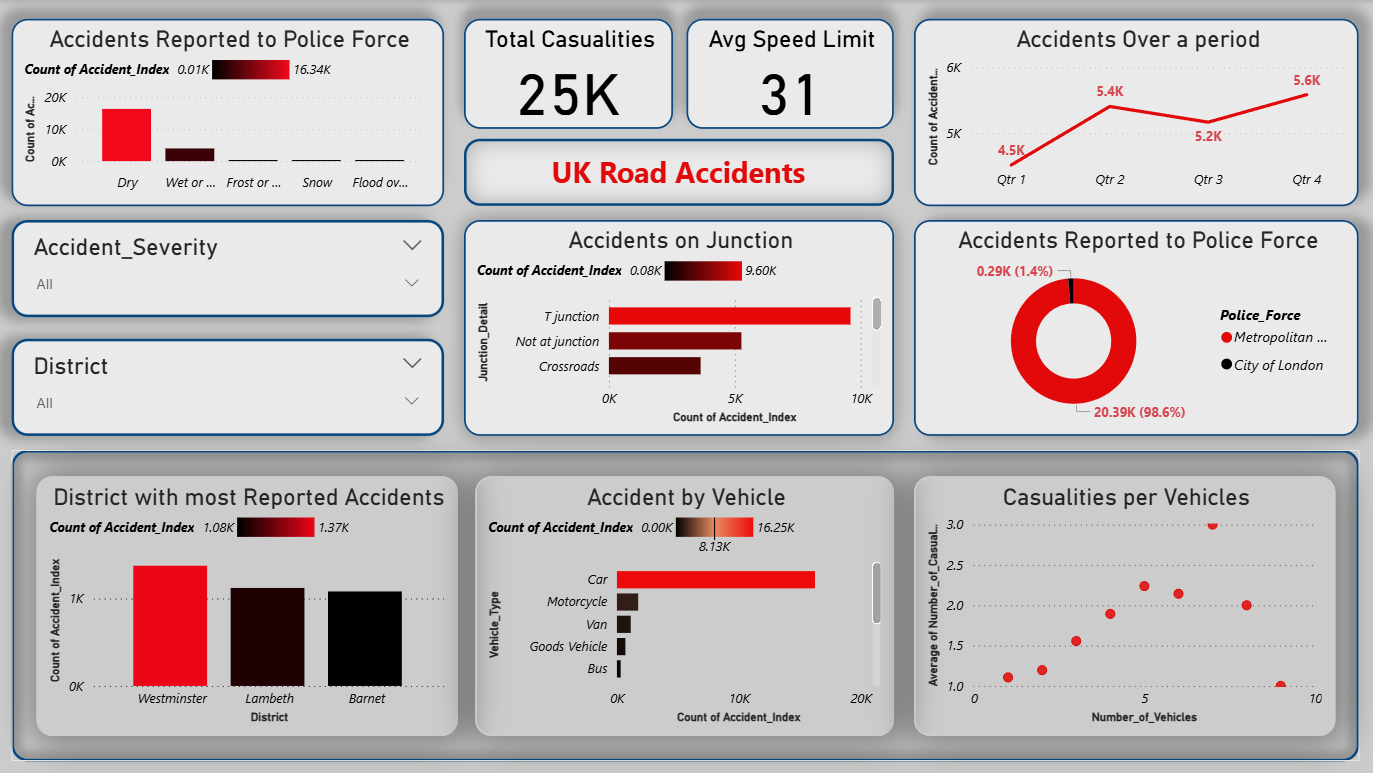 Accidents Reported to Police Force
Count of Accident_Index 0.01K 16.34K
Count of Ac...
20K
10K
0K
Dry Wet or ... Frost or ... Snow Flood ov...
Total Casualities
25K
Avg Speed Limit
31
UK Road Accidents
Accidents Over a period
Count of Accident...
6K
5K
4.5K
5.4K
5.2K
5.6K
Qtr 1 Qtr 2 Qtr 3 Qtr 4
Accident_Severity
All
District
All
Accidents on Junction
Count of Accident_Index 0.08K 9.60K
Junction_Detail
T junction
Not at junction
Crossroads
0K 5K 10K
Count of Accident_Index
Accidents Reported to Police Force
0.29K (1.4%)
20.39K (98.6%)
Police_Force
Metropolitan ...
City of London
District with most Reported Accidents
Count of Accident_Index 1.08K 1.37K
Count of Accident_Index
1K
0K
Westminster Lambeth Barnet
District
Accident by Vehicle
Count of Accident_Index 0.00K 16.25K
8.13K
Vehicle_Type
Car
Motorcycle
Van
Goods Vehicle
Bus
0K 10K 20K
Count of Accident_Index
Casualities per Vehicles
Average of Number_of_Casual...
3.0
2.5
2.0
1.5
1.0
0 5 10
Number_of_Vehicles